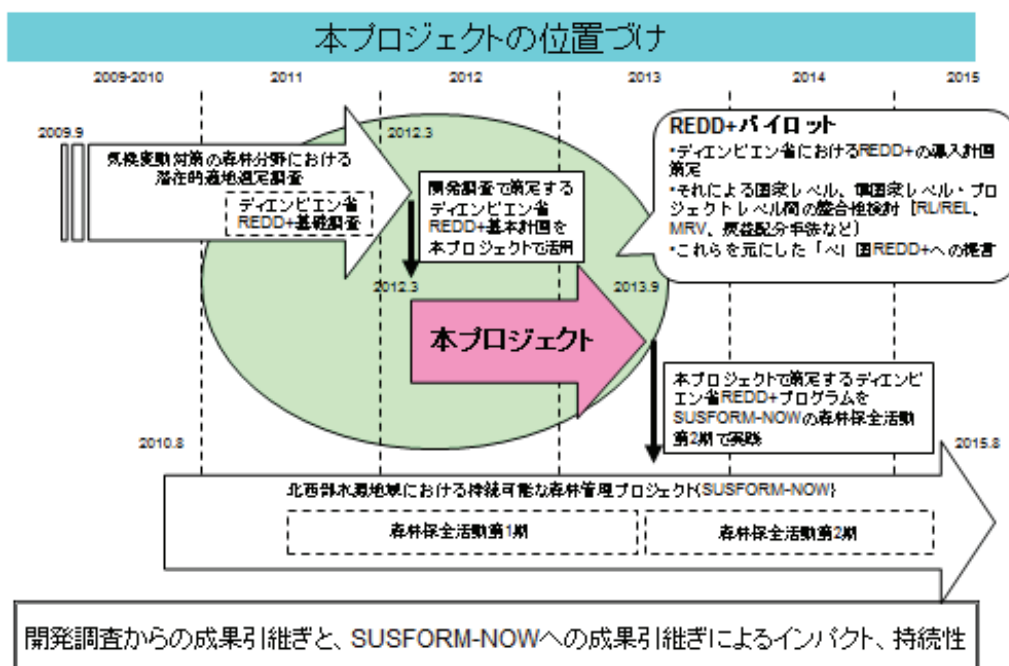 本プロジェクトの位置づけ
2009-2010
2011
2012
2013
2014
2015
2009.9
気候変動対策の森林分野における
潜在的適地選定調査
ディエンビエン省
REDD+基礎調査
2012.3
開発調査で策定する
ディエンビエン省
REDD+基本計画を
本プロジェクトで活用
REDD+パイロット
•ディエンビエン省におけるREDD+の導入計画
策定
•それによる国家レベル、準国家レベル・プロ
ジェクトレベル間の整合性検討（RL/REL、
MRV、便益配分手法など）
•これらを元にした「ベ」国REDD+への提言
2012.3
2013.9
本プロジェクト
本プロジェクトで策定するディエンビ
エン省REDD+プログラムを
SUSFORM-NOWの森林保全活動
第2期で実践
2010.8
2015.8
北西部水源地域における持続可能な森林管理プロジェクト(SUSFORM-NOW)
森林保全活動第1期
森林保全活動第2期
開発調査からの成果引継ぎと、SUSFORM-NOWへの成果引継ぎによるインパクト、持続性